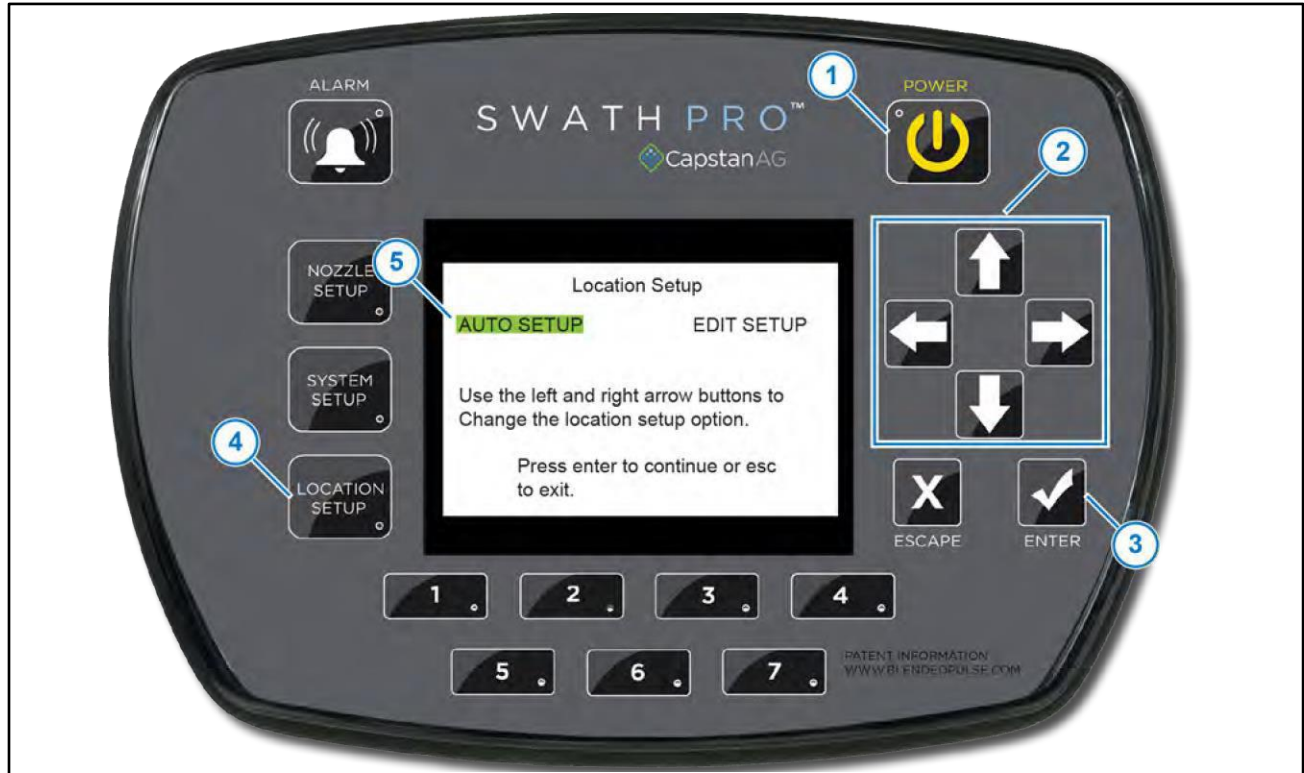 ALARM
SWATH PRO™
CapstanAG
POWER
1
2
NOZZLE
SETUP
5
Location Setup
AUTO SETUP
EDIT SETUP
SYSTEM
SETUP
Use the left and right arrow buttons to
Change the location setup option.
4
LOCATION
SETUP
Press enter to continue or esc
to exit.
X
ESCAPE
ENTER
3
1
2
3
4
5
6
7
PATENT INFORMATION
WWW.BLENDEDPULSE.COM